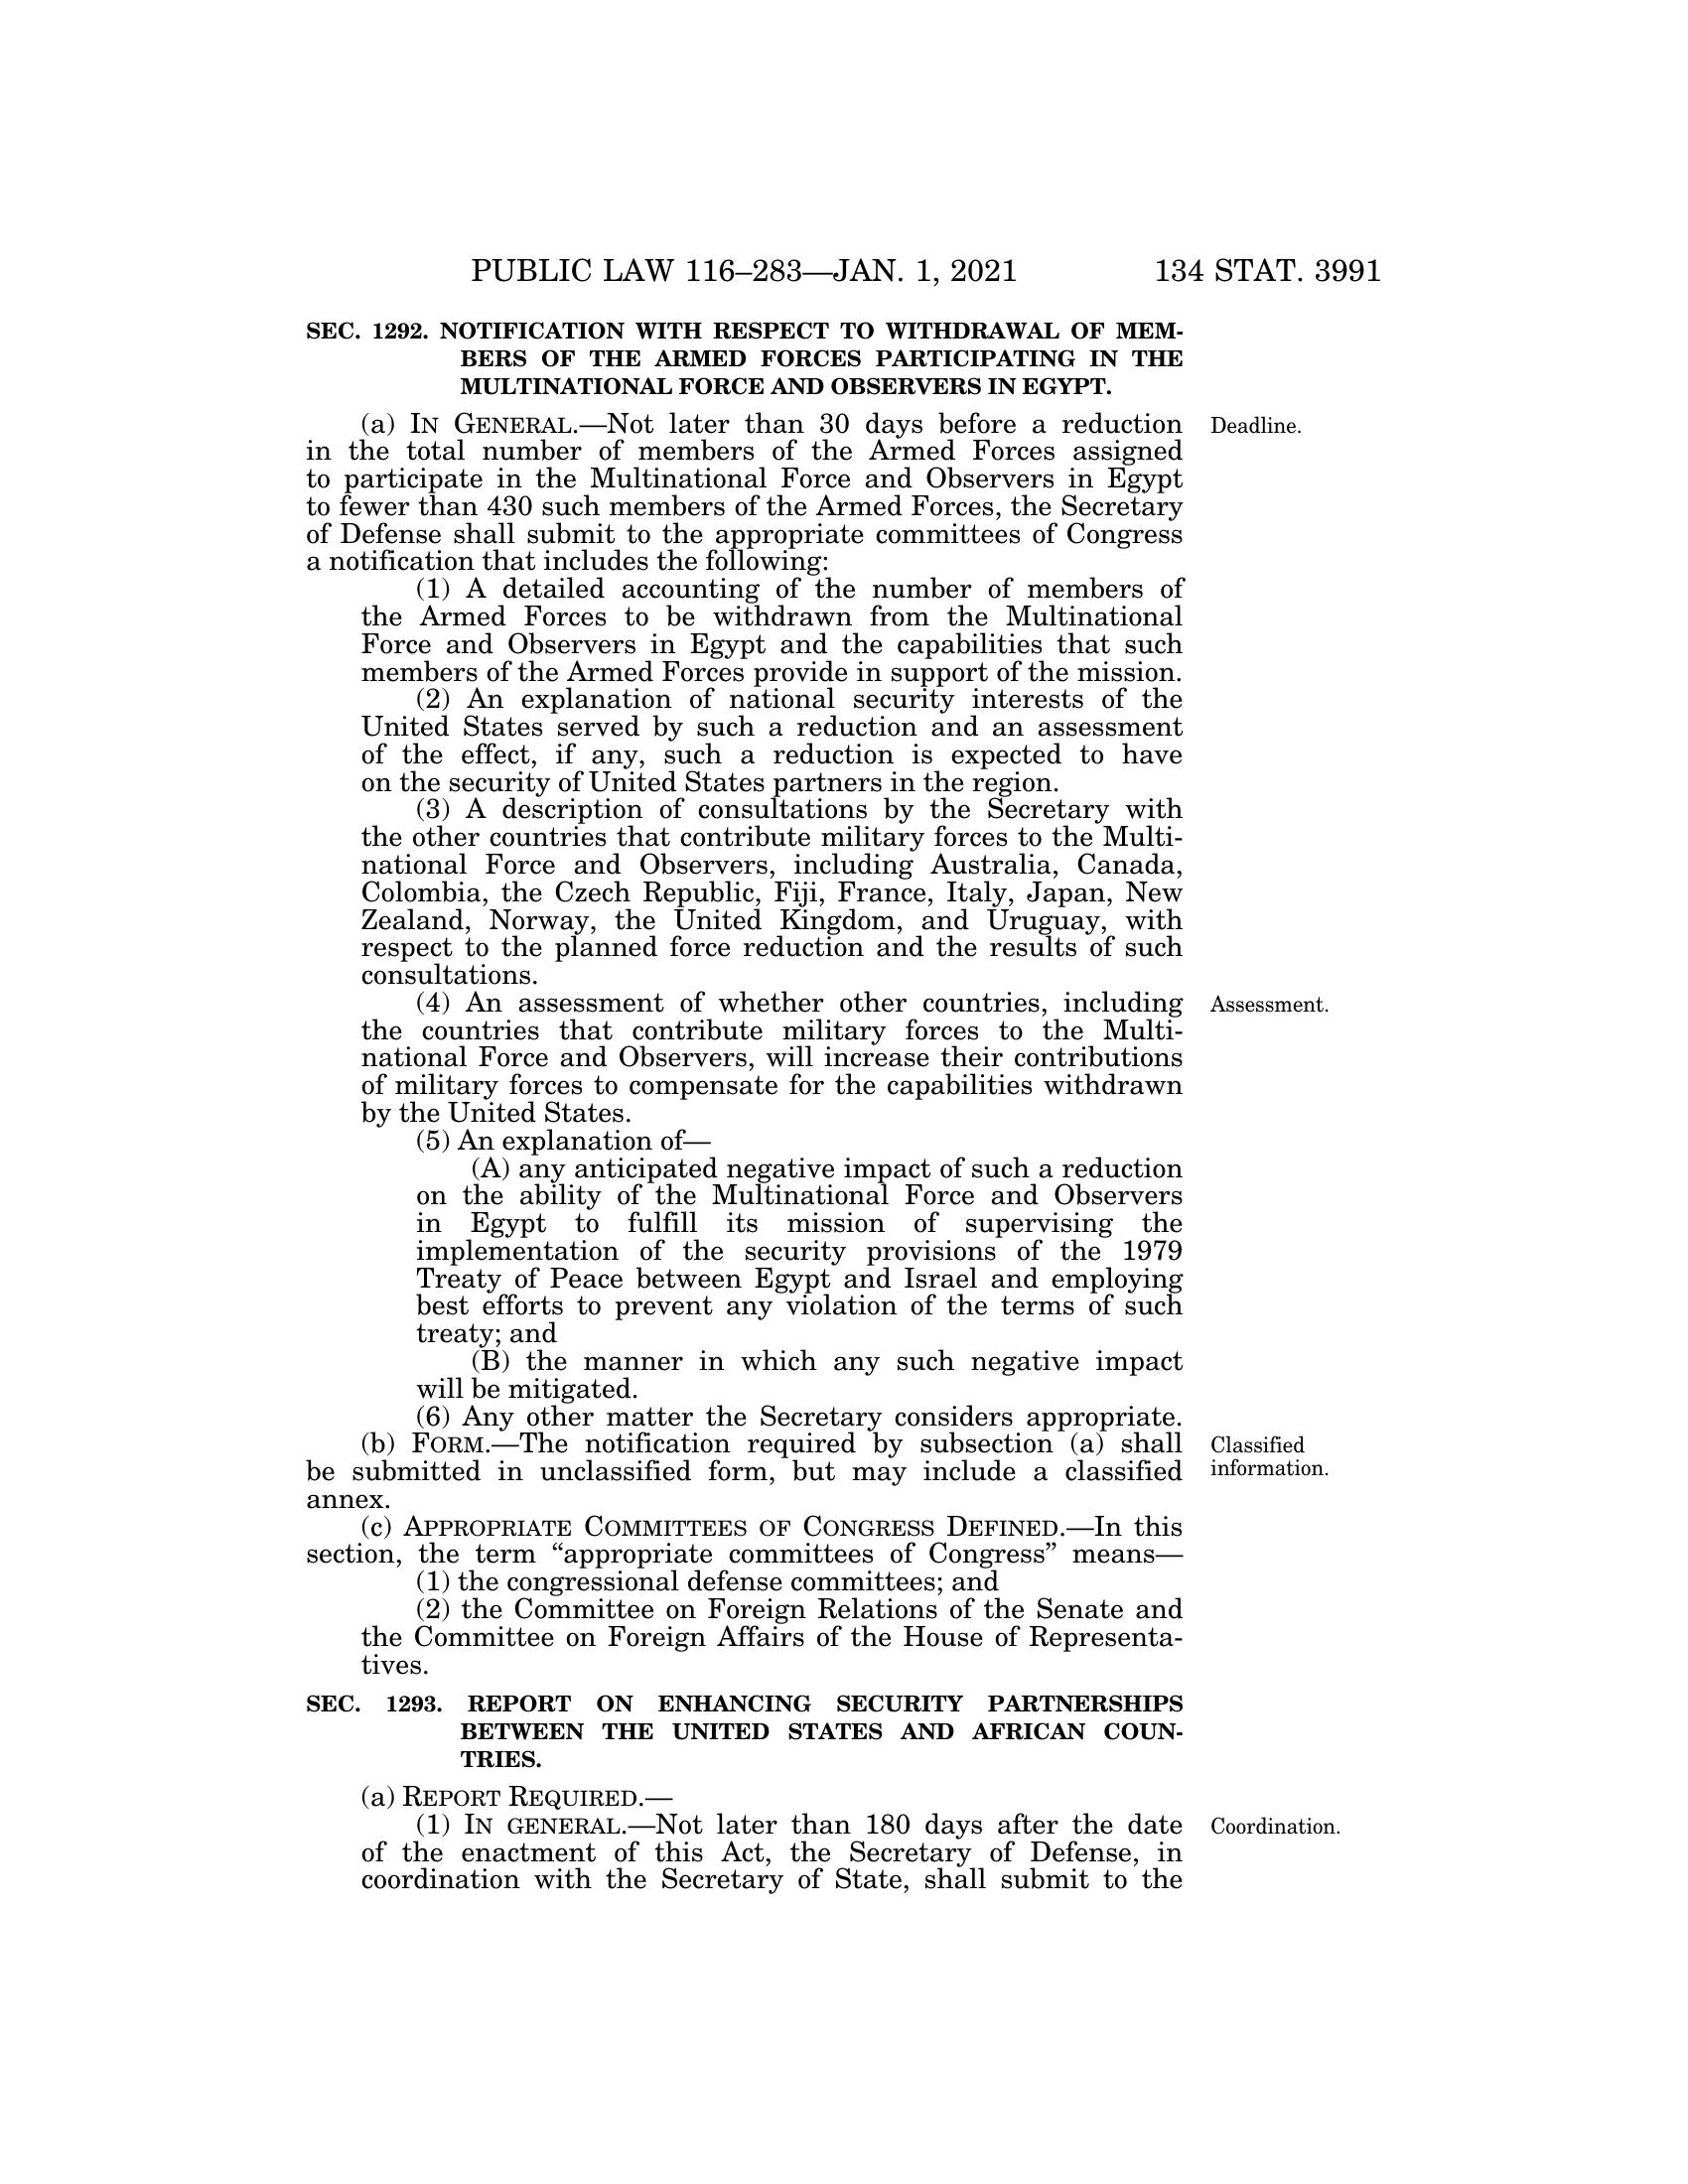 PUBLIC LAW 116–283—JAN. 1, 2021 134 STAT. 3991
SEC. 1292. NOTIFICATION WITH RESPECT TO WITHDRAWAL OF MEM-
BERS OF THE ARMED FORCES PARTICIPATING IN THE
MULTINATIONAL FORCE AND OBSERVERS IN EGYPT.
(a) IN GENERAL.—Not later than 30 days before a reduction
Deadline.
in the total number of members of the Armed Forces assigned
to participate in the Multinational Force and Observers in Egypt
to fewer than 430 such members of the Armed Forces, the Secretary
of Defense shall submit to the appropriate committees of Congress
a notification that includes the following:
(1) A detailed accounting of the number of members of
the Armed Forces to be withdrawn from the Multinational
Force and Observers in Egypt and the capabilities that such
members of the Armed Forces provide in support of the mission.
(2) An explanation of national security interests of the
United States served by such a reduction and an assessment
of the effect, if any, such a reduction is expected to have
on the security of United States partners in the region.
(3) A description of consultations by the Secretary with
the other countries that contribute military forces to the Multi-
national Force and Observers, including Australia, Canada,
Colombia, the Czech Republic, Fiji, France, Italy, Japan, New
Zealand, Norway, the United Kingdom, and Uruguay, with
respect to the planned force reduction and the results of such
consultations.
(4) An assessment of whether other countries, including
Assessment.
the countries that contribute military forces to the Multi-
national Force and Observers, will increase their contributions
of military forces to compensate for the capabilities withdrawn
by the United States.
(5) An explanation of—
(A) any anticipated negative impact of such a reduction
on the ability of the Multinational Force and Observers
in Egypt to fulfill its mission of supervising the
implementation of the security provisions of the 1979
Treaty of Peace between Egypt and Israel and employing
best efforts to prevent any violation of the terms of such
treaty; and
(B) the manner in which any such negative impact
will be mitigated.
(6) Any other matter the Secretary considers appropriate.
(b) FORM.—The notification required by subsection (a) shall
Classified
be submitted in unclassified form, but may include a classified
information.
annex.
(c) APPROPRIATE COMMITTEES OF CONGRESS DEFINED.—In this
section, the term “appropriate committees of Congress” means—
(1) the congressional defense committees; and
(2) the Committee on Foreign Relations of the Senate and
the Committee on Foreign Affairs of the House of Representa-
tives.
SEC. 1293. REPORT ON ENHANCING SECURITY PARTNERSHIPS
BETWEEN THE UNITED STATES AND AFRICAN COUN-
TRIES.
(a) REPORT REQUIRED.—
(1) IN GENERAL.—Not later than 180 days after the date
Coordination.
of the enactment of this Act, the Secretary of Defense, in
coordination with the Secretary of State, shall submit to the